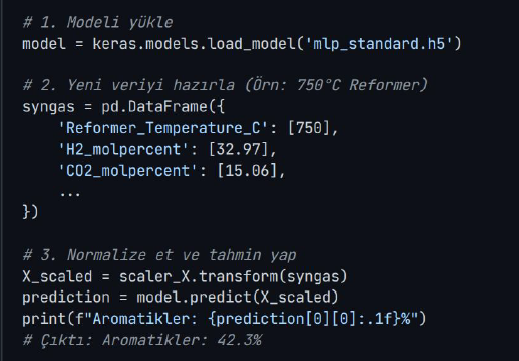 # 1. Modeli yükle
model = keras.models.load_model('mlp_standard.h5')
# 2. Yeni veriyi hazırla (Örn: 750°C Reformer)
syngas = pd.DataFrame({
    'Reformer_Temperature_C': [750],
    'H2_molpercent': [32.97],
    'CO2_molpercent': [15.06],
    ...
})
# 3. Normalize et ve tahmin yap
X_scaled = scaler_X.transform(syngas)
prediction = model.predict(X_scaled)
print(f"Aromatikler: {prediction[0][0]:.1f}%")
# Çıktı: Aromatikler: 42.3%